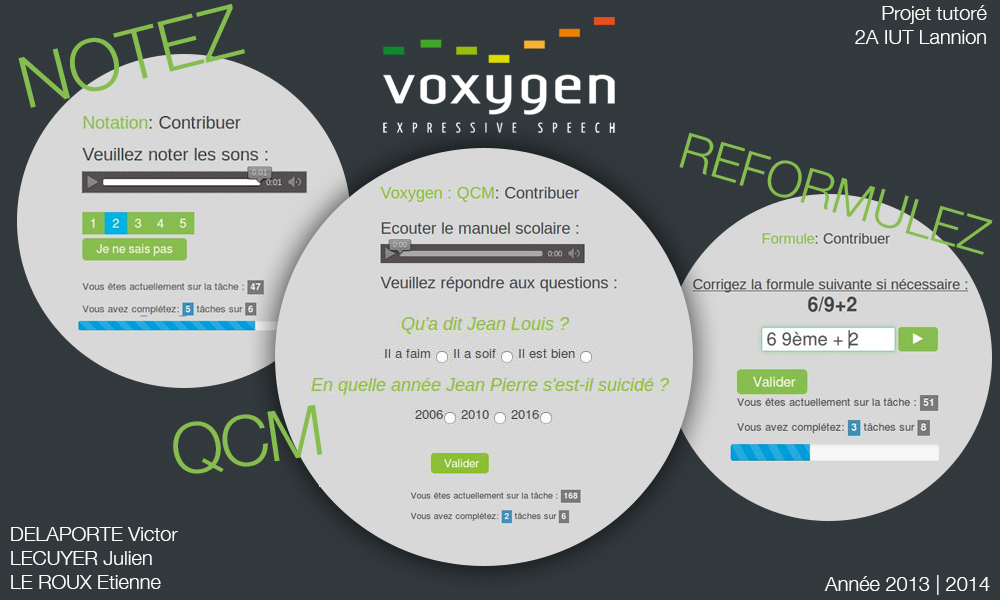 Projet tutoré
2A IUT Lannion
voxygen
EXPRESSIVE SPEECH
NOTEZ
Notation: Contribuer
Veuillez noter les sons :
0:01
0:01
1 2 3 4 5
Je ne sais pas
Vous êtes actuellement sur la tâche : 47
Vous avez complétez: 5 tâches sur 6
QCM
Voxygen : QCM: Contribuer
Ecouter le manuel scolaire :
0:00
0:00
Veuillez répondre aux questions :
Qu'a dit Jean Louis ?
Il a faim Il a soif Il est bien
En quelle année Jean Pierre s'est-il suicidé ?
2006 2010 2016
Valider
Vous êtes actuellement sur la tâche : 168
Vous avez complétez: 2 tâches sur 6
REFORMULEZ
Formule: Contribuer
Corrigez la formule suivante si nécessaire :
6/9+2
6 9ème + 2
Valider
Vous êtes actuellement sur la tâche : 51
Vous avez complétez: 3 tâches sur 8
DELAPORTE Victor
LECUYER Julien
LE ROUX Etienne
Année 2013 | 2014